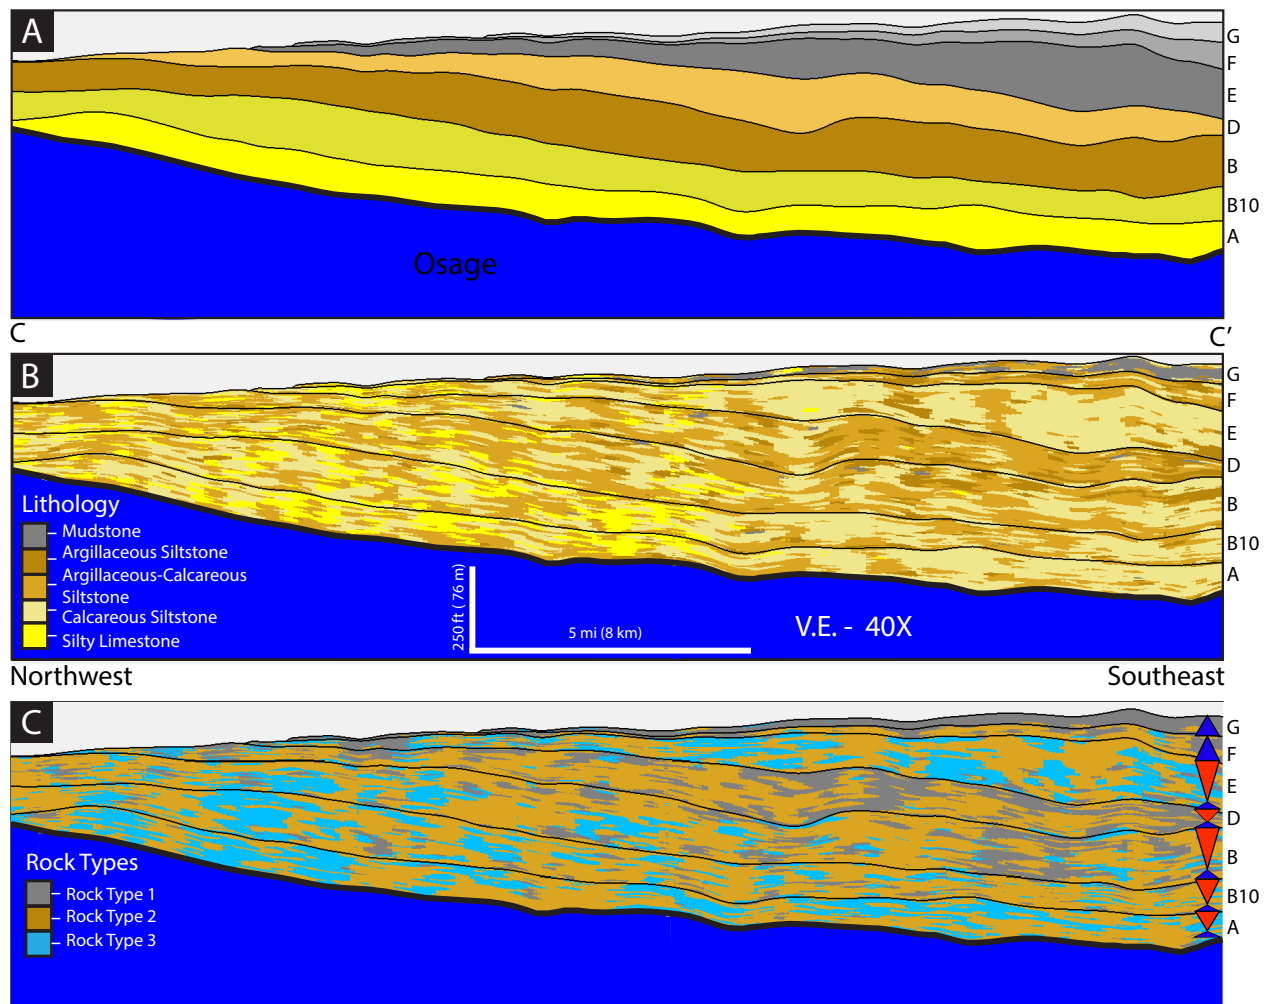 A
G
F
E
D
B
B10
A
Osage
C
C'
B
G
F
E
D
B
B10
A
Lithology
Mudstone
Argillaceous Siltstone
Argillaceous-Calcareous
Siltstone
Calcareous Siltstone
Silty Limestone
250 ft ( 76 m)
5 mi (8 km)
V.E. - 40X
Northwest
Southeast
C
G
F
E
D
B
B10
A
Rock Types
Rock Type 1
Rock Type 2
Rock Type 3